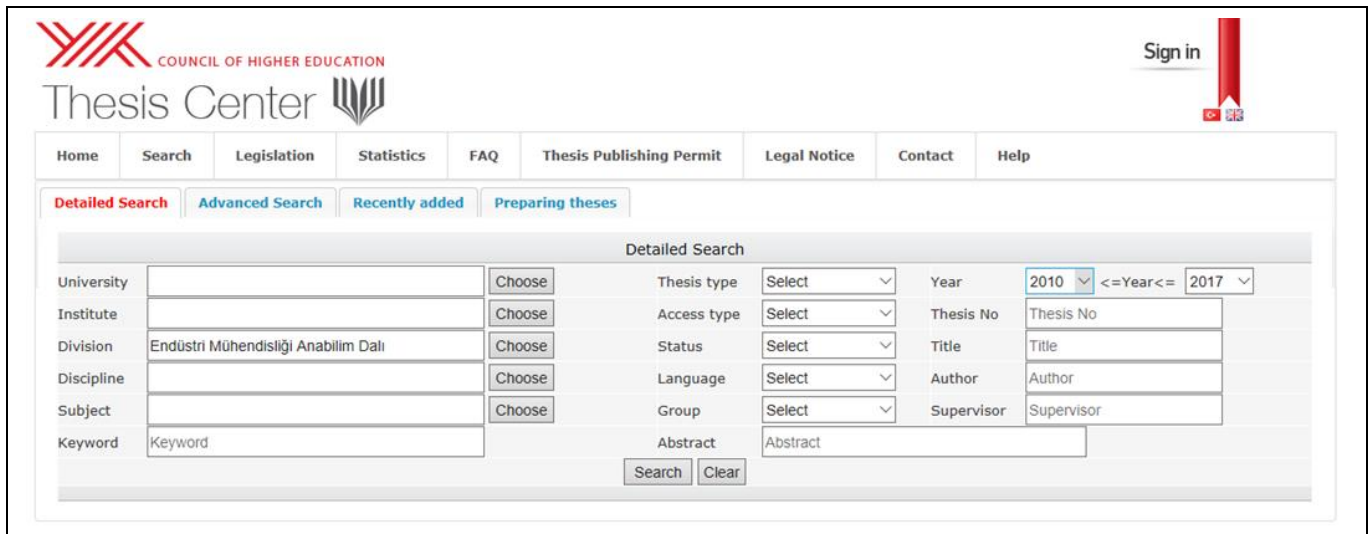 Sign in
COUNCIL OF HIGHER EDUCATION
Thesis Center
Home Search Legislation Statistics FAQ Thesis Publishing Permit Legal Notice Contact Help
Detailed Search Advanced Search Recently added Preparing theses
Detailed Search
University Choose Thesis type Select Year 2010 <=Year<= 2017
Institute Choose Access type Select Thesis No Thesis No
Division Endüstri Mühendisliği Anabilim Dalı Choose Status Select Title Title
Discipline Choose Language Select Author Author
Subject Choose Group Select Supervisor Supervisor
Keyword Keyword Abstract Abstract
Search Clear